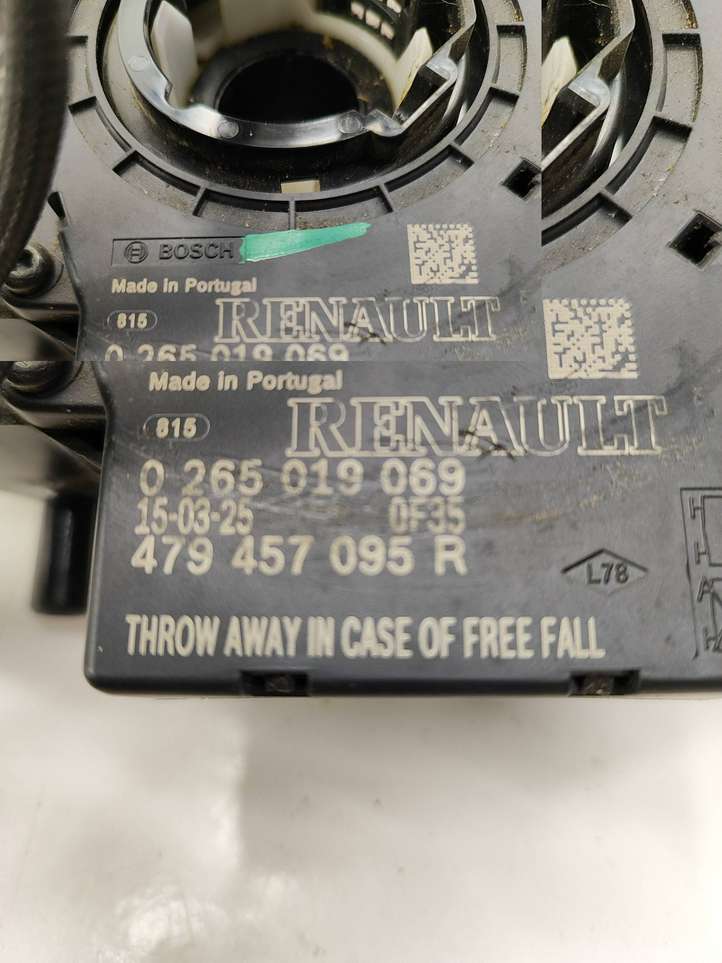 BOSCH
Made in Portugal
815 RENAULT
0 265 019 069
Made in Portugal
815 RENAULT
0 265 019 069
15-03-25 0F35
479 457 095 R
L78
THROW AWAY IN CASE OF FREE FALL
H
H
A
H